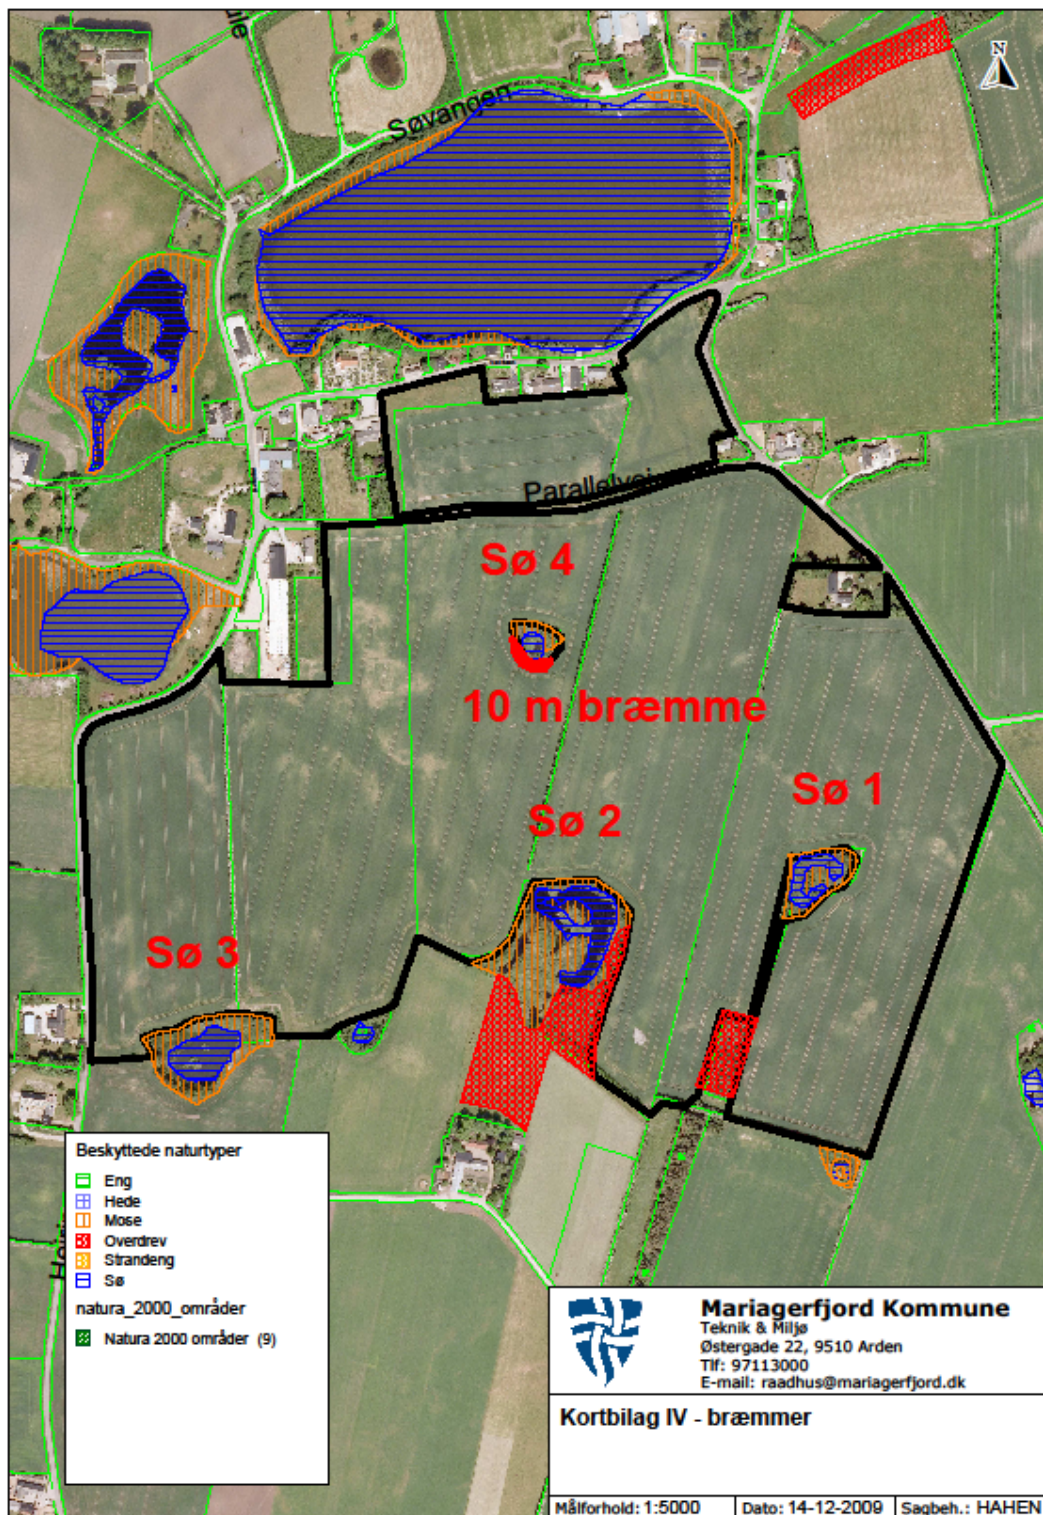 N
Søvangen
Sø 4
10 m bræmme
Sø 1
Sø 2
Sø 3
Beskyttede naturtyper
Eng
Hede
Mose
Overdrev
Strandeng
Sø
natura_2000_områder
Natura 2000 områder (9)
Mariagerfjord Kommune
Teknik & Miljø
Østergade 22, 9510 Arden
Tlf: 97113000
E-mail: raadhus@mariagerfjord.dk
Kortbilag IV - bræmmer
Målforhold: 1:5000
Dato: 14-12-2009
Sagbeh.: HAHEN